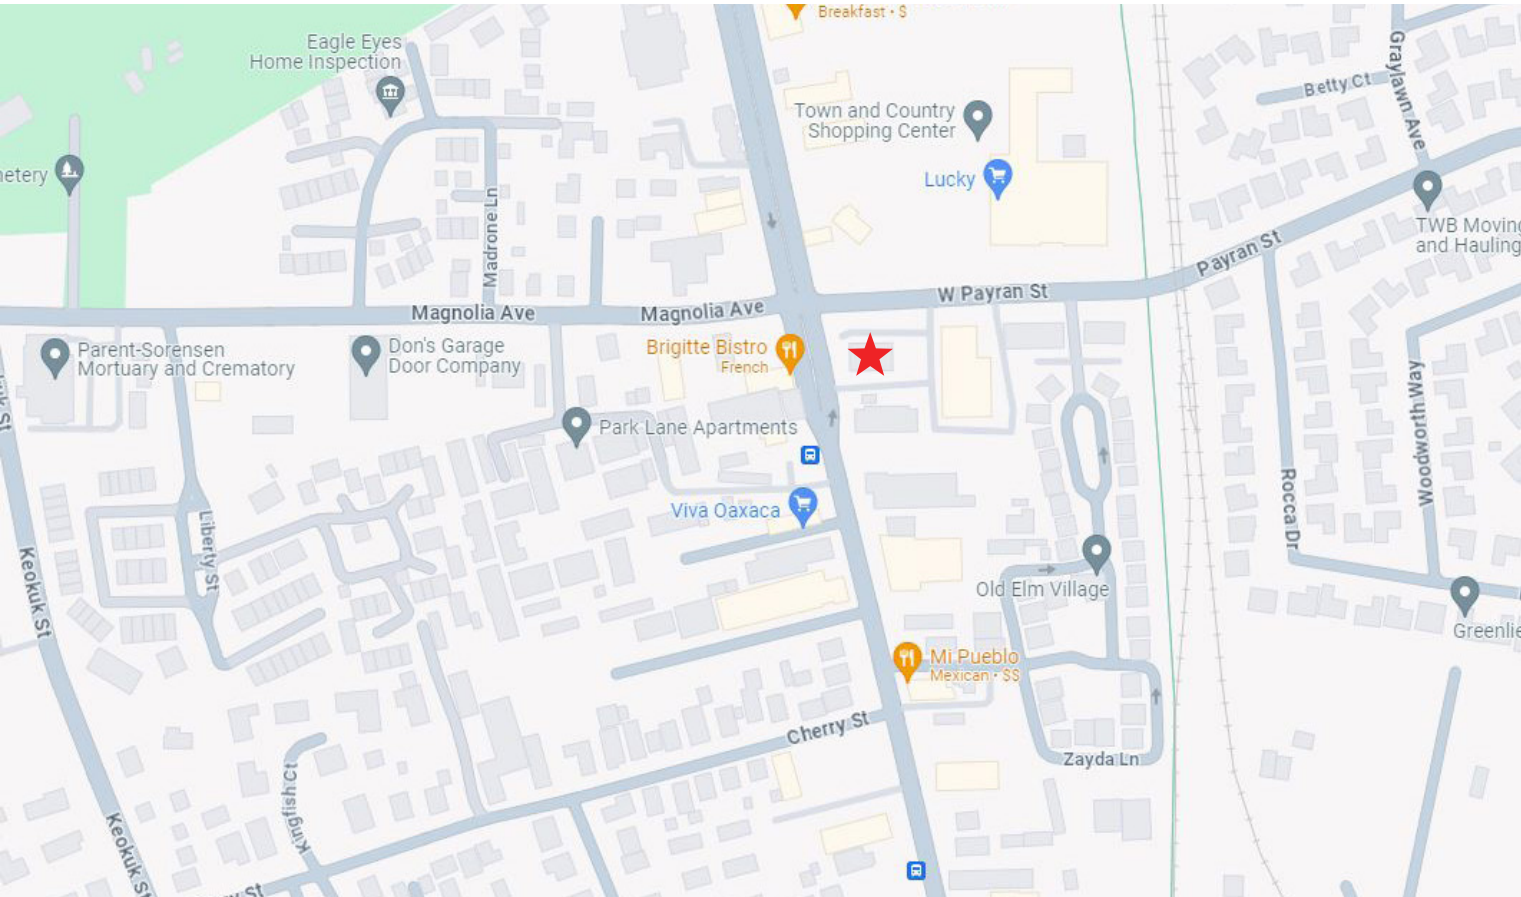 Breakfast • $
Eagle Eyes
Home Inspection
Graylawn Ave
Betty Ct
Town and Country
Shopping Center
Lucky
etery
Madrone Ln
TWB Moving
and Hauling
Payran St
W Payran St
Magnolia Ave
Magnolia Ave
Parent-Sorensen
Mortuary and Crematory
Don's Garage
Door Company
Brigitte Bistro
French
Park Lane Apartments
Woodworth Way
Viva Oaxaca
Rocca Dr
Liberty St
Keokuk St
Old Elm Village
Greenlie
Mi Pueblo
Mexican • $$
Cherry St
Zayda Ln
Kingfish Ct
Keokuk St
St